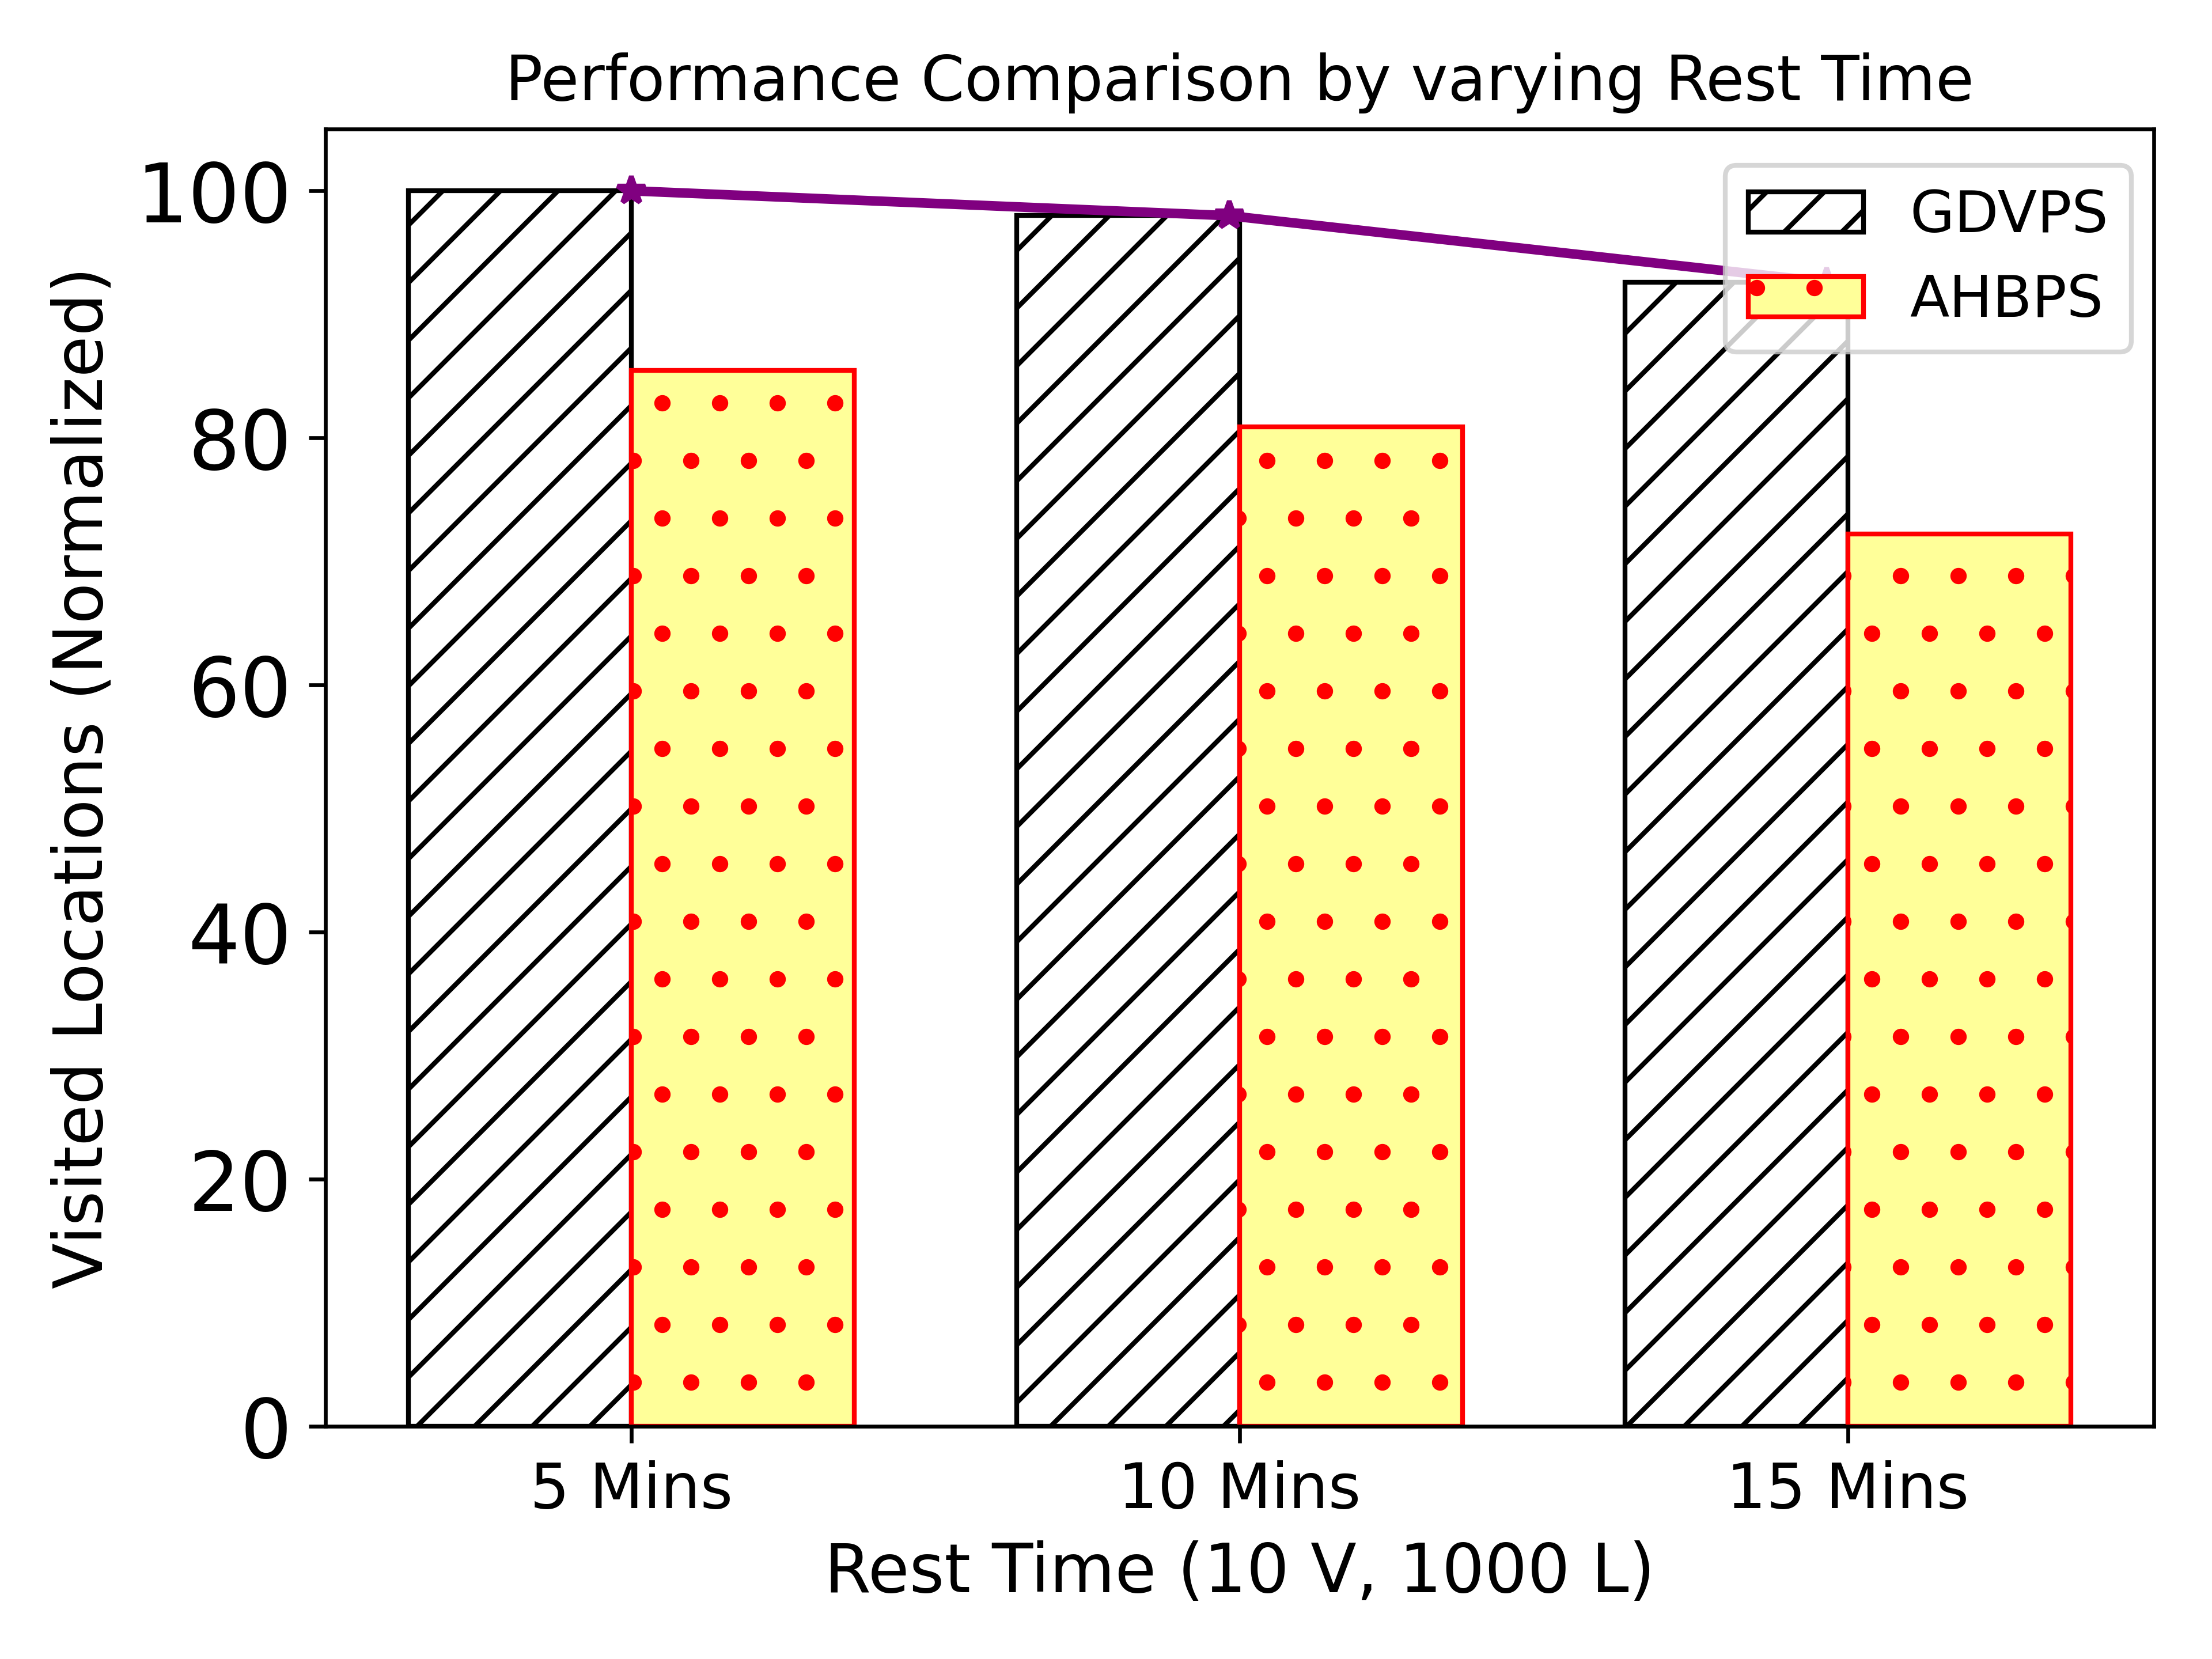 Performance Comparison by varying Rest Time
GDVPS
AHBPS
Visited Locations (Normalized)
100
80
60
40
20
0
5 Mins
10 Mins
15 Mins
Rest Time (10 V, 1000 L)